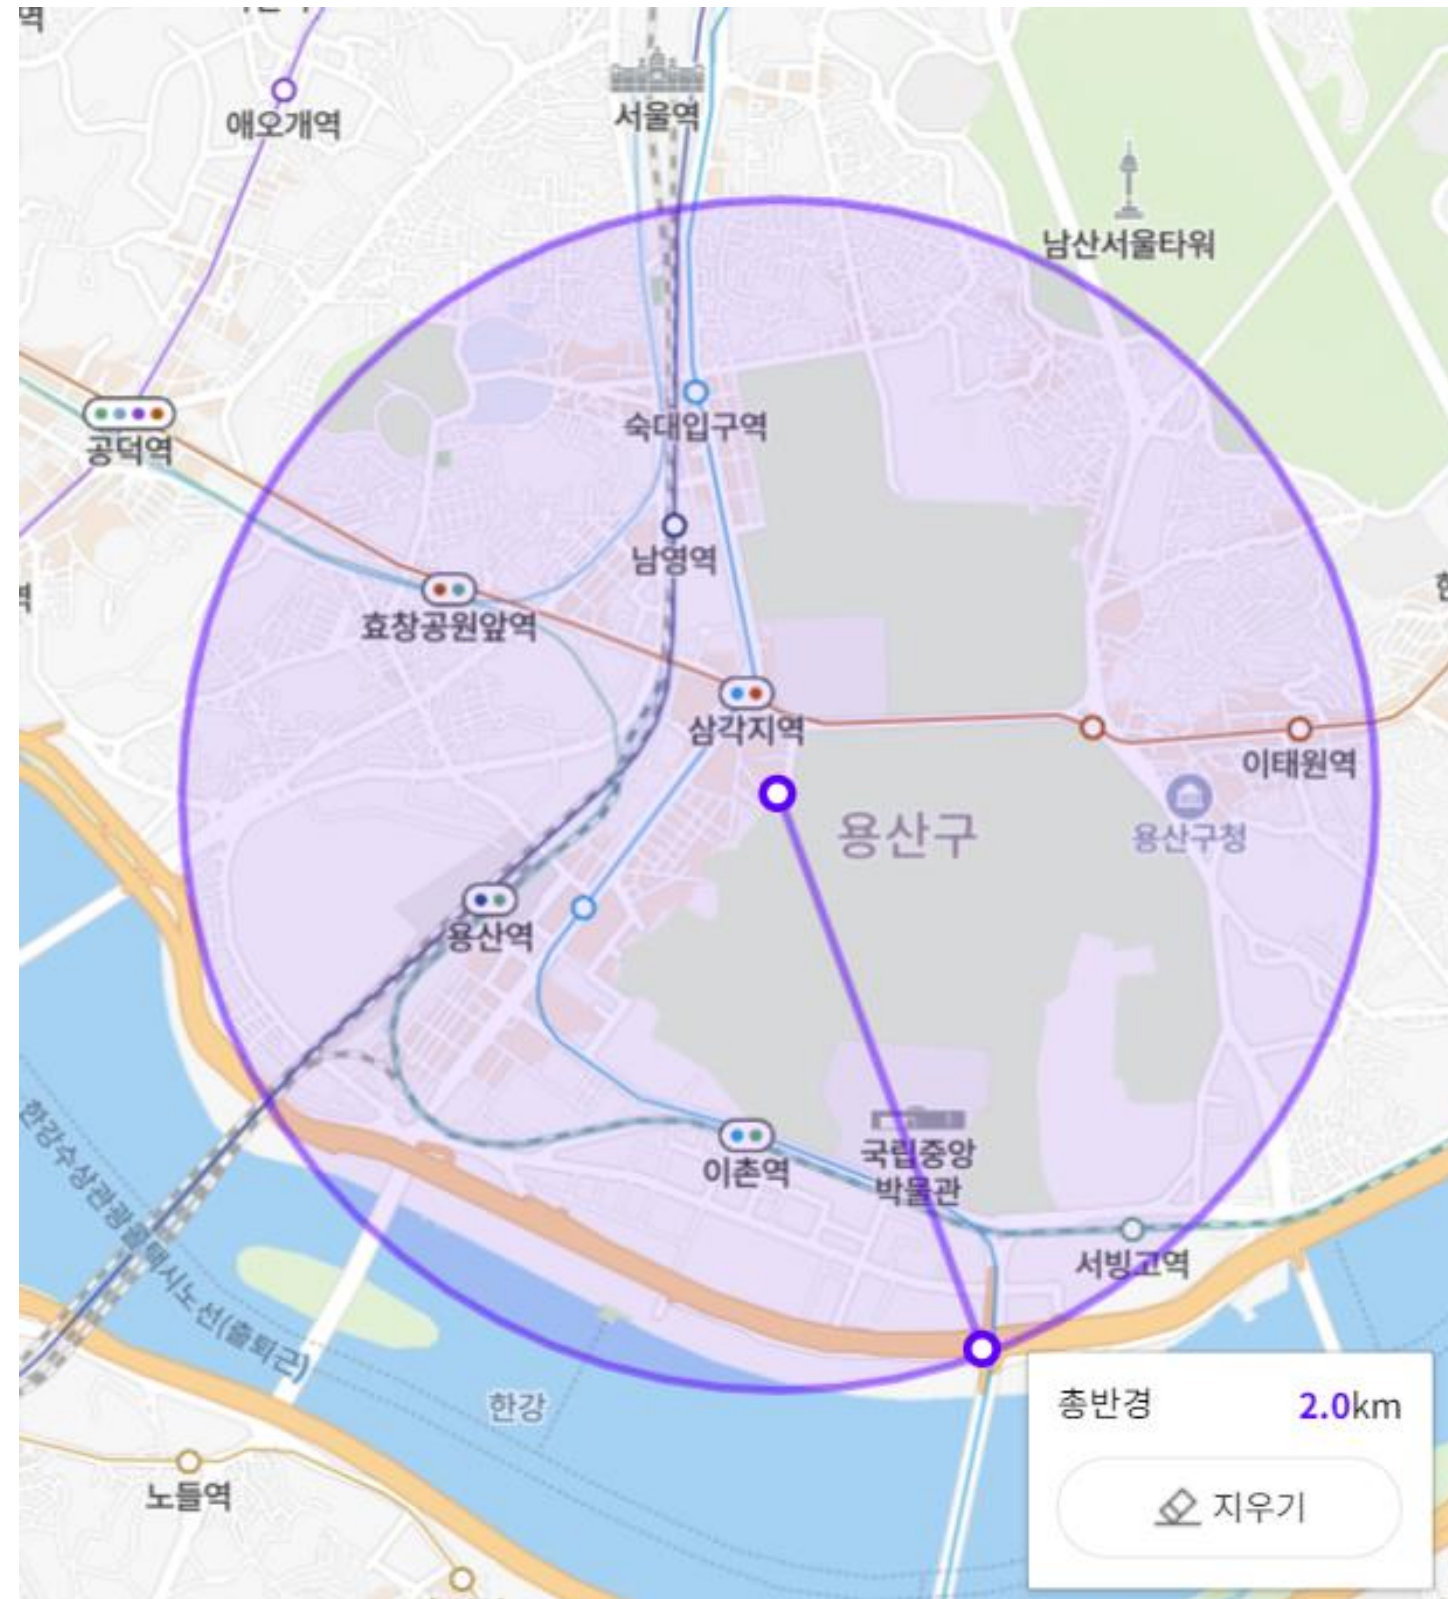 역
애오개역
서울역
남산서울타워
공덕역
숙대입구역
남영역
효창공원앞역
삼각지역
이태원역
용산구
용산구청
용산역
이촌역
국립중앙
박물관
서빙고역
한강수상관광콜택시노선(출퇴근)
한강
노들역
총반경 2.0km
지우기